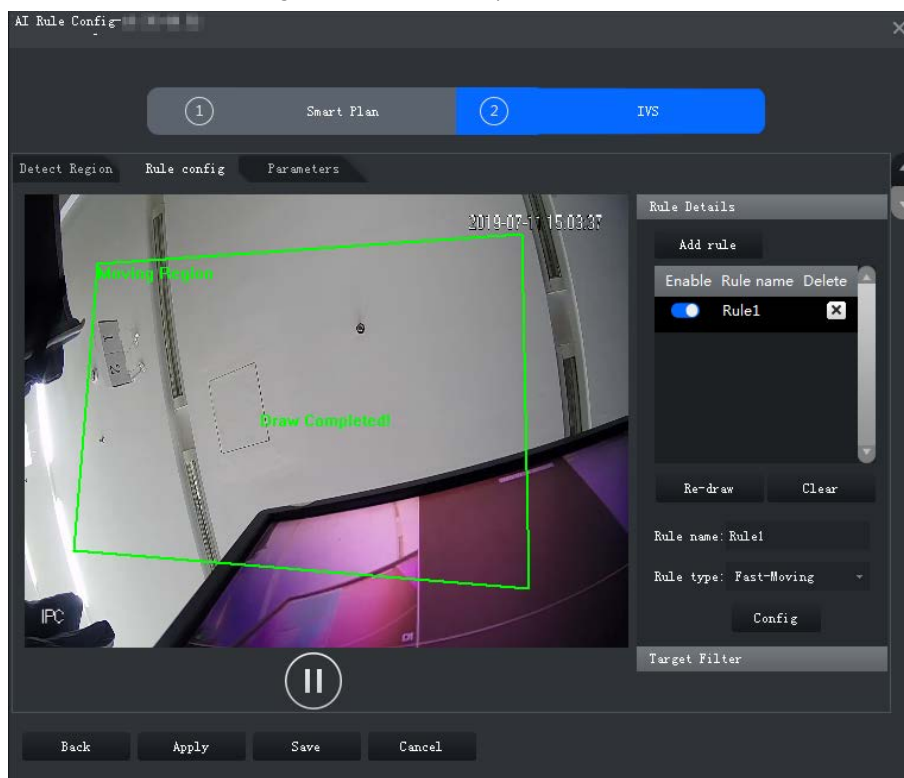 AI Rule Config-
1 Smart Plan 2 IVS
Detect Region Rule config Parameters
2019-07-11 15:03:37
Moving Region
Draw Completed!
IPC
Rule Details
Add rule
Enable Rule name Delete
Rule1
Re-draw Clear
Rule name: Rule1
Rule type: Fast-Moving
Config
Target Filter
Back Apply Save Cancel